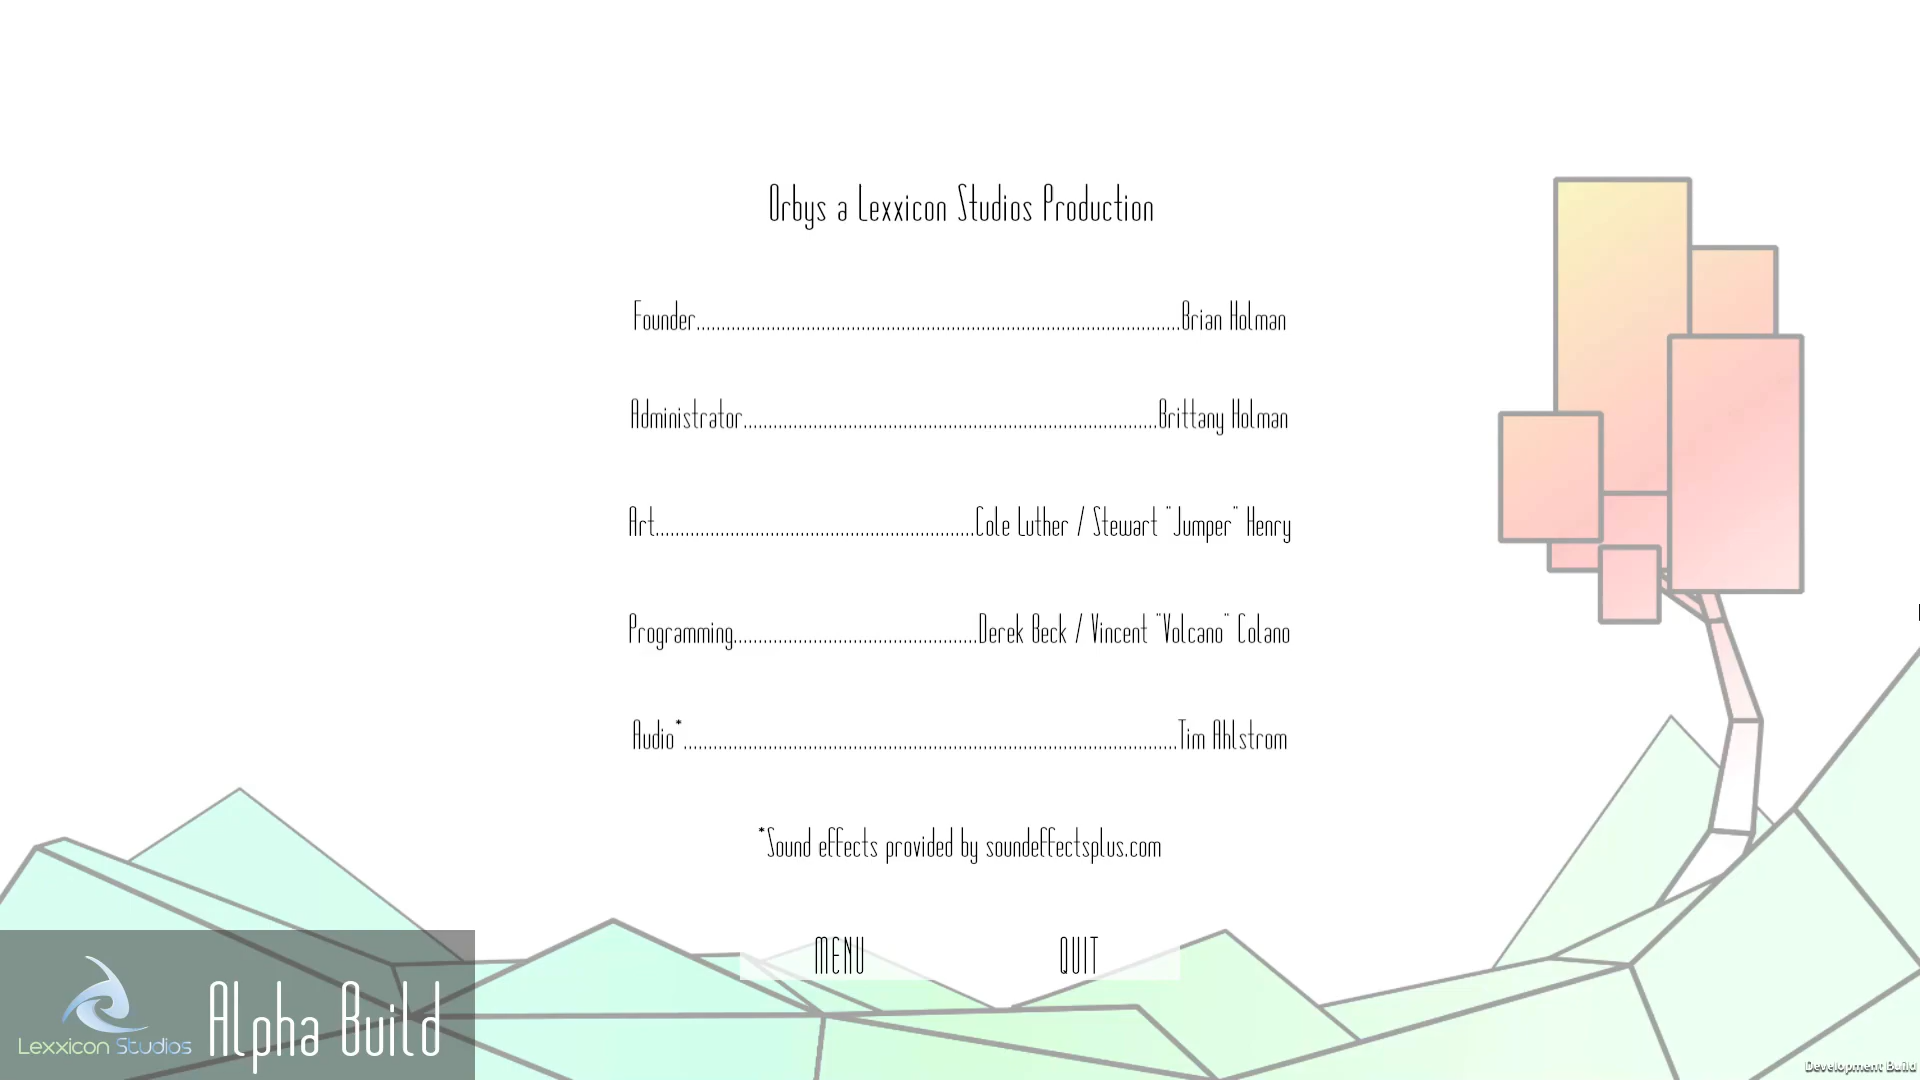 Orbys a Lexxicon Studios Production
Founder.................................................................................................Brian Holman
Administrator...................................................................................Brittany Holman
Art................................................................Cole Luther / Stewart "Jumper" Henry
Programming.................................................Derek Beck / Vincent "Volcano" Colano
Audio*...................................................................................................Tim Ahlstrom
*Sound effects provided by soundeffectsplus.com
MENU QUIT
Lexxicon Studios Alpha Build
Development Build